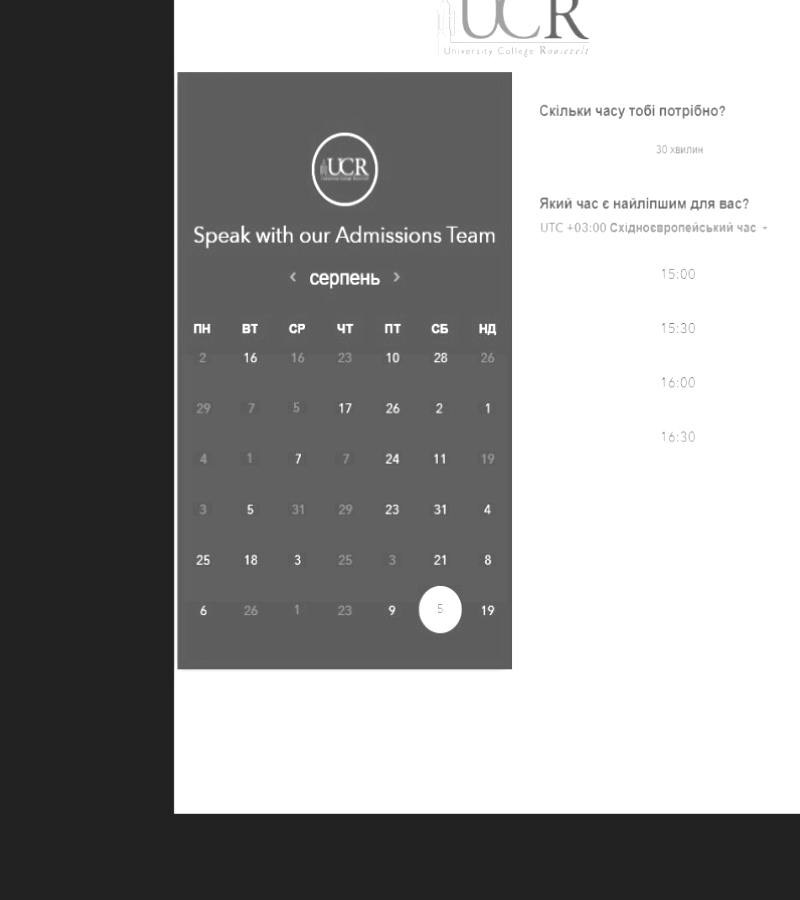 UCR
University College Roosevelt
UCR
Speak with our Admissions Team
‹ серпень ›
ПН ВТ СР ЧТ ПТ СБ НД
2 16 16 23 10 28 26
29 7 5 17 26 2 1
4 1 7 7 24 11 19
3 5 31 29 23 31 4
25 18 3 25 3 21 8
6 26 1 23 9 5 19
Скільки часу тобі потрібно?
30 хвилин
Який час є найліпшим для вас?
UTC +03:00 Східноєвропейський час
15:00
15:30
16:00
16:30